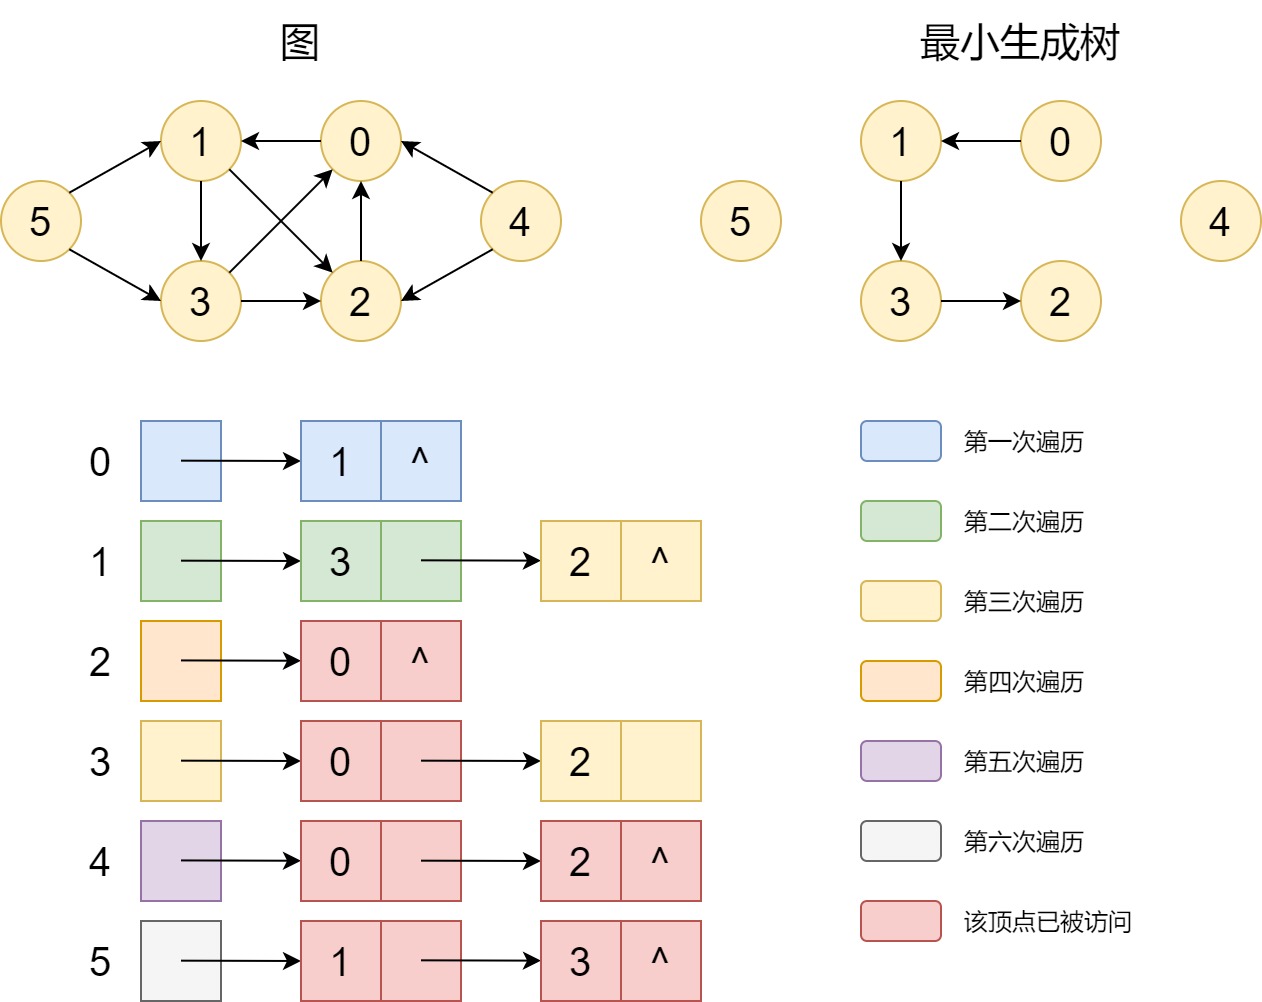 图 最小生成树
1 0 1 0
5 4 5 4
3 2 3 2
0 1 ^ 第一次遍历
第二次遍历
1 3 2 ^
第三次遍历
2 0 ^ 第四次遍历
3 0 2 第五次遍历
第六次遍历
4 0 2 ^
该顶点已被访问
5 1 3 ^